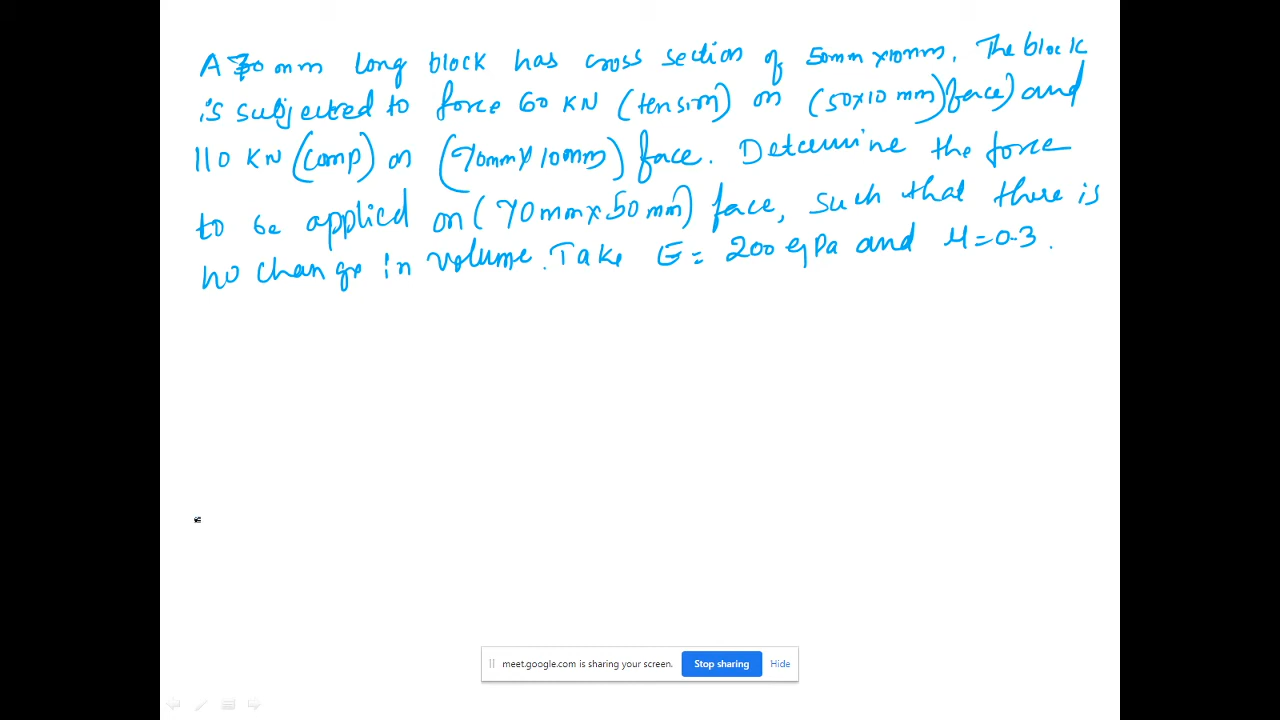 A 70 mm long block has cross section of 50mm x10mm. The block
is subjected to force 60 KN (tension) on (50x10 mm) face) and
110 KN (comp) on (70mm x 10mm) face. Determine the force
to be applied on (70mm x 50 mm) face, such that there is
no change in volume. Take E = 200 GPa and μ = 0.3.
meet.google.com is sharing your screen. Stop sharing Hide